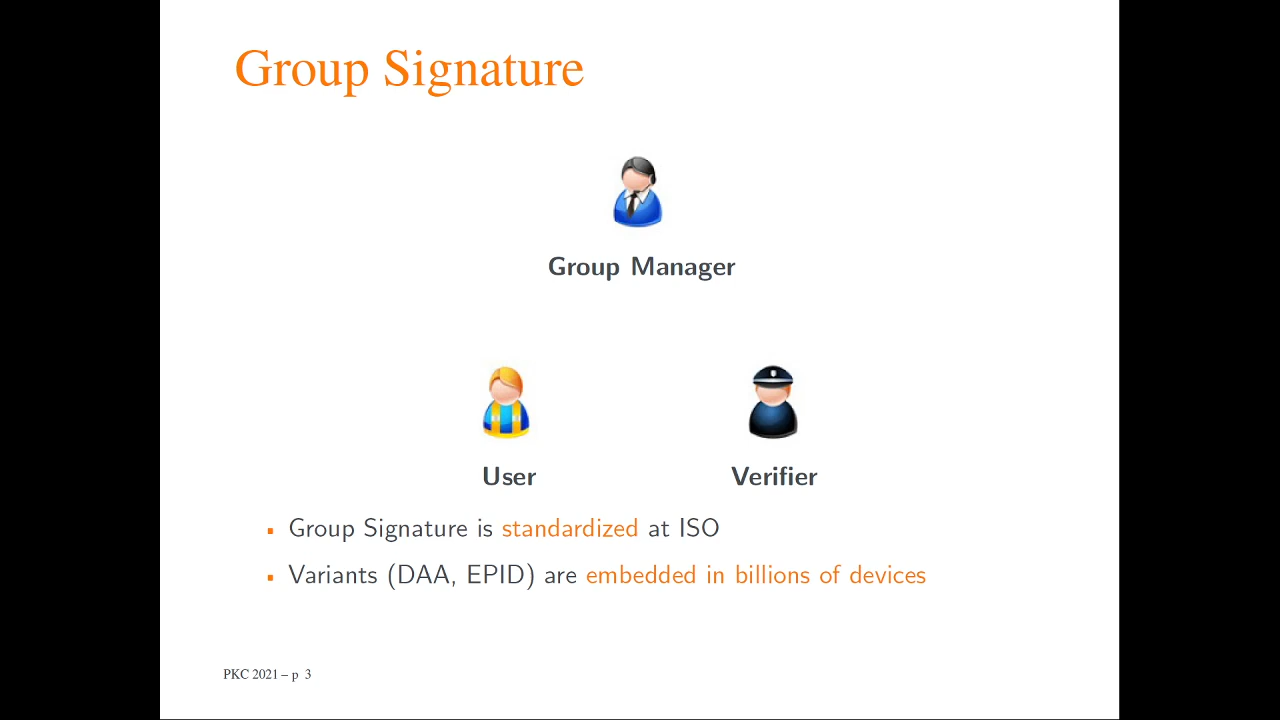 Group Signature
Group Manager
User
Verifier
Group Signature is standardized at ISO
Variants (DAA, EPID) are embedded in billions of devices
PKC 2021 – p 3